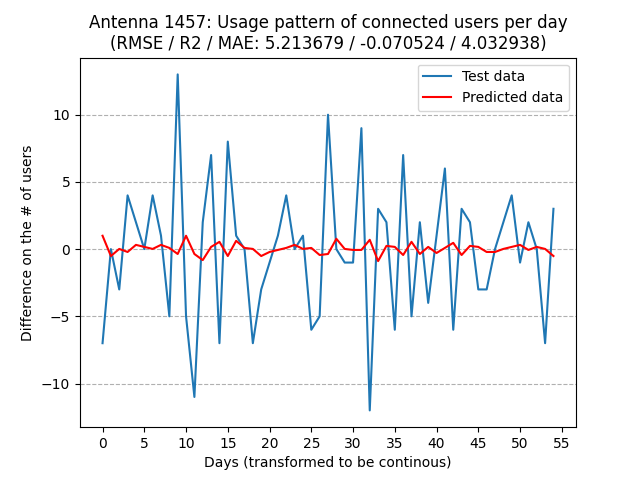 Antenna 1457: Usage pattern of connected users per day
(RMSE / R2 / MAE: 5.213679 / -0.070524 / 4.032938)
Test data
Predicted data
Difference on the # of users
10
5
0
−5
−10
0 5 10 15 20 25 30 35 40 45 50 55
Days (transformed to be continous)